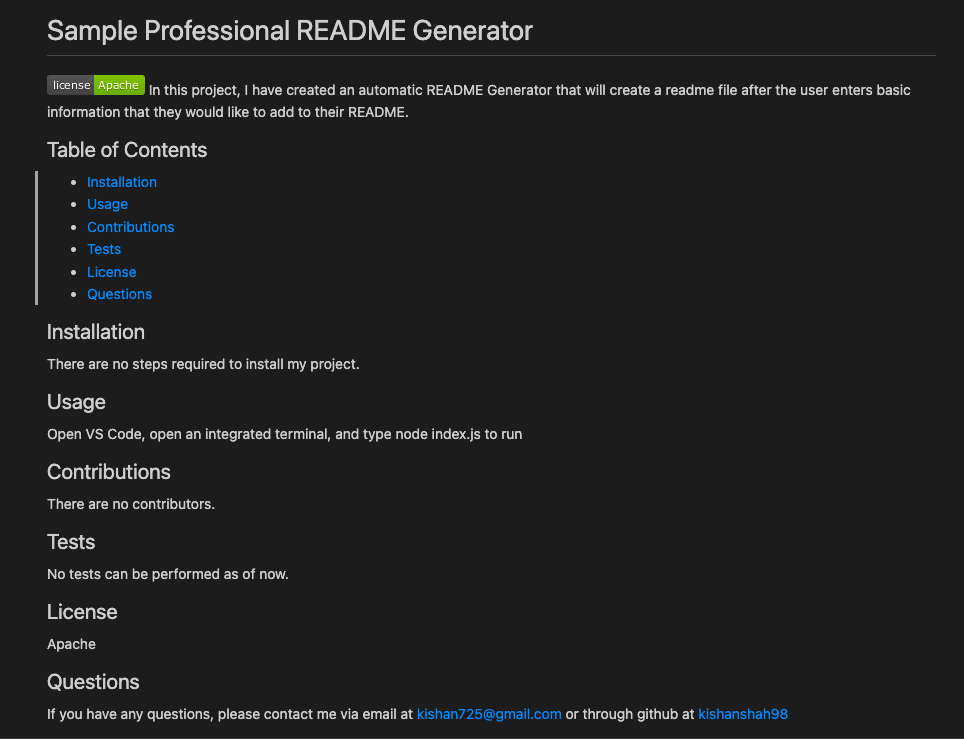 Sample Professional README Generator
license Apache In this project, I have created an automatic README Generator that will create a readme file after the user enters basic
information that they would like to add to their README.
Table of Contents
Installation
Usage
Contributions
Tests
License
Questions
Installation
There are no steps required to install my project.
Usage
Open VS Code, open an integrated terminal, and type node index.js to run
Contributions
There are no contributors.
Tests
No tests can be performed as of now.
License
Apache
Questions
If you have any questions, please contact me via email at kishan725@gmail.com or through github at kishanshah98